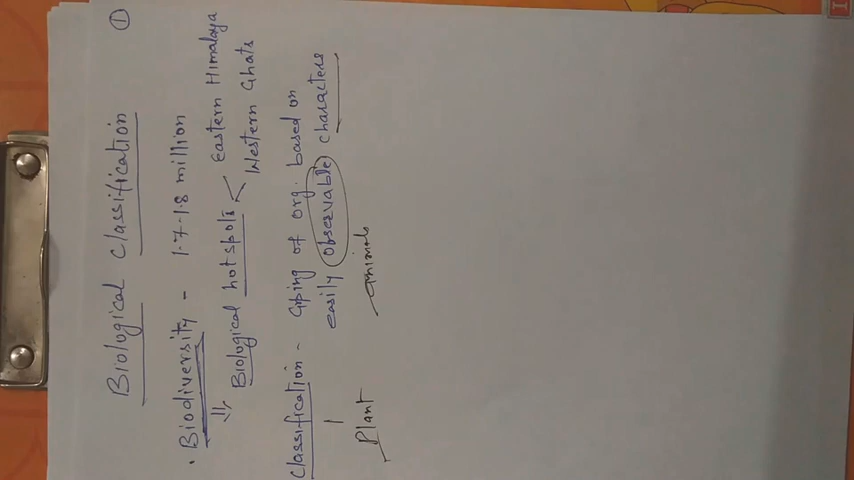 ①
Biological classification
• Biodiversity - 1.7-1.8 million
⇒ Biological hotspots < Eastern Himalaya
Western Ghats
Classification - Gping of org. based on
easily observable characters
Plant
animals